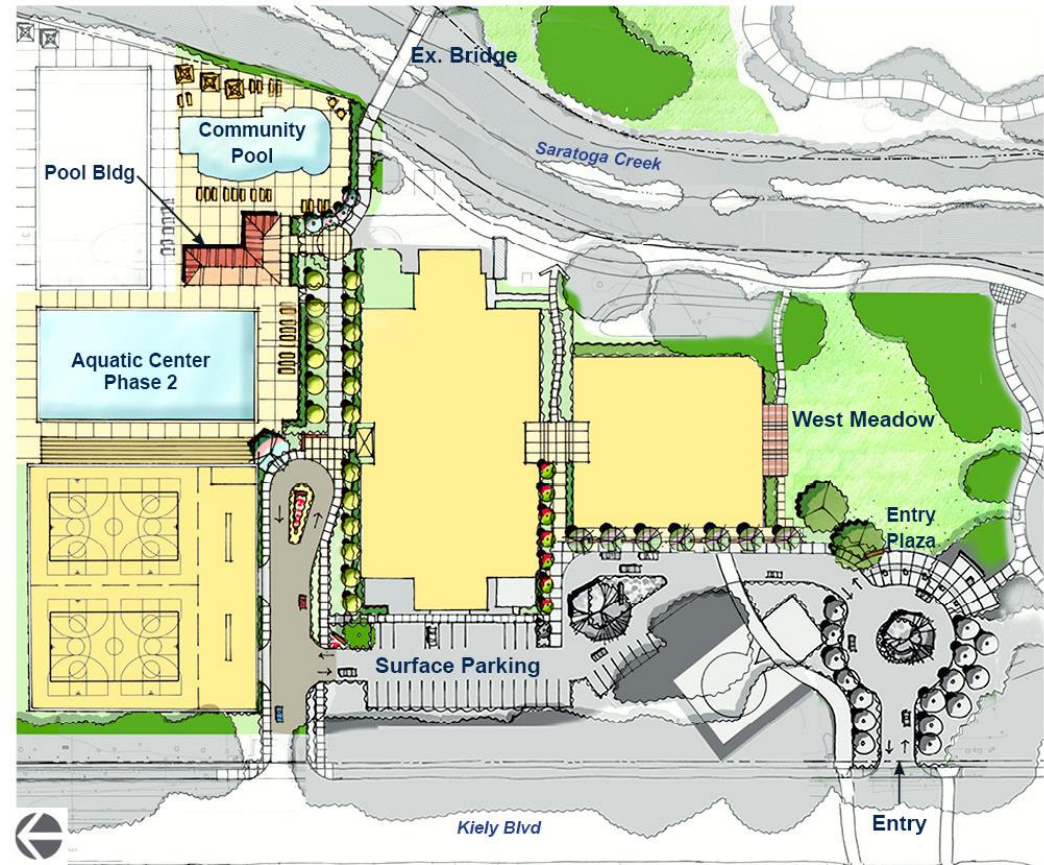 Ex. Bridge
Community
Pool
Saratoga Creek
Pool Bldg
Aquatic Center
Phase 2
West Meadow
Entry
Plaza
Surface Parking
Kiely Blvd
Entry